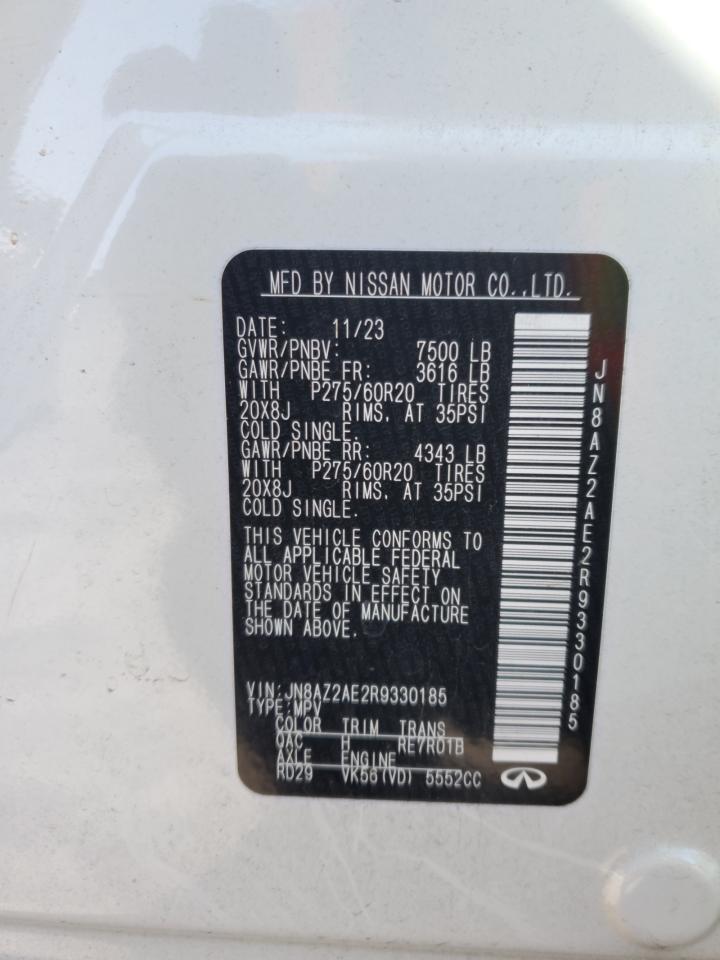 MFD BY NISSAN MOTOR CO.,LTD.
DATE: 11/23
GVWR/PNBV: 7500 LB
GAWR/PNBE FR: 3616 LB
WITH P275/60R20 TIRES
20X8J RIMS, AT 35PSI
COLD SINGLE.
GAWR/PNBE RR: 4343 LB
WITH P275/60R20 TIRES
20X8J RIMS, AT 35PSI
COLD SINGLE.
THIS VEHICLE CONFORMS TO
ALL APPLICABLE FEDERAL
MOTOR VEHICLE SAFETY
STANDARDS IN EFFECT ON
THE DATE OF MANUFACTURE
SHOWN ABOVE.
VIN:JN8AZ2AE2R9330185
TYPE:MPV
COLOR TRIM TRANS
QAC H RE7R01B
AXLE ENGINE
RD29 VK56(VD) 5552CC
JN8AZ2AE2R9330185